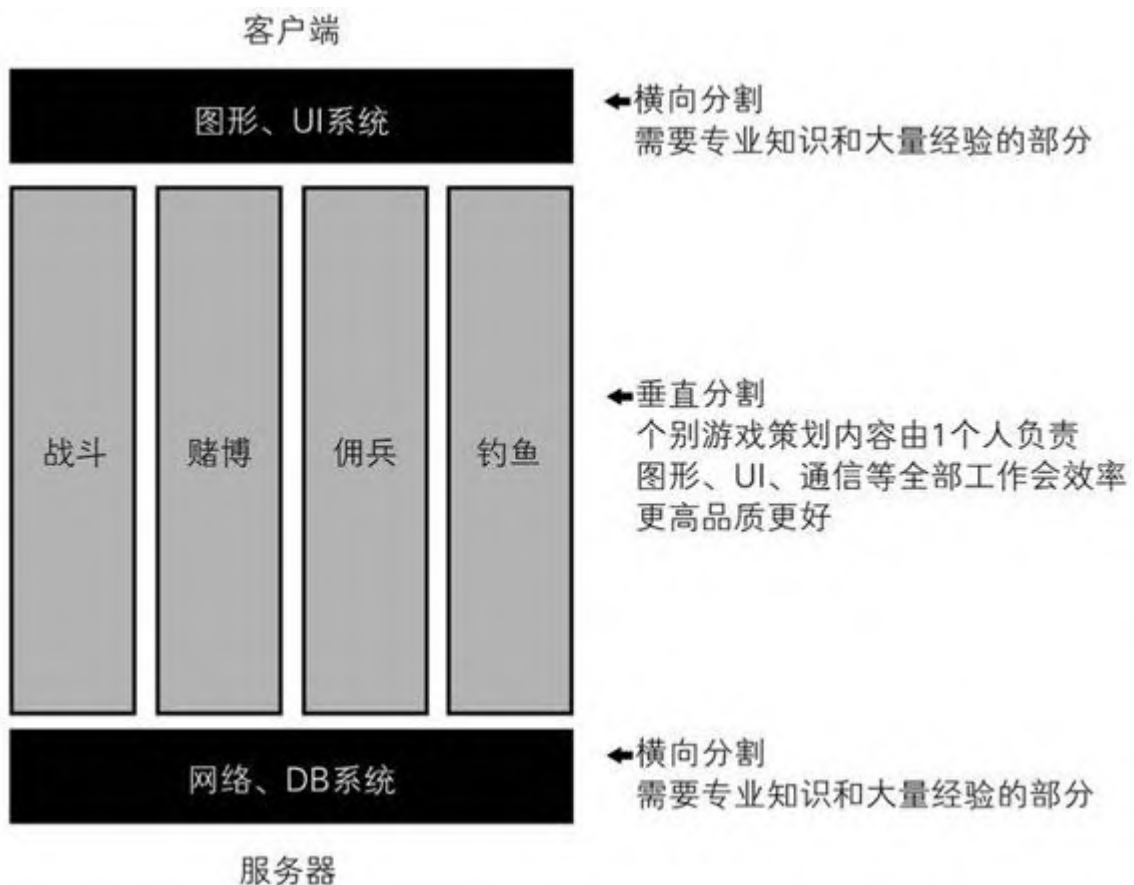 客户端
图形、UI系统
←横向分割
需要专业知识和大量经验的部分
战斗
赌博
佣兵
钓鱼
←垂直分割
个别游戏策划内容由1个人负责
图形、UI、通信等全部工作会效率
更高品质更好
网络、DB系统
←横向分割
需要专业知识和大量经验的部分
服务器